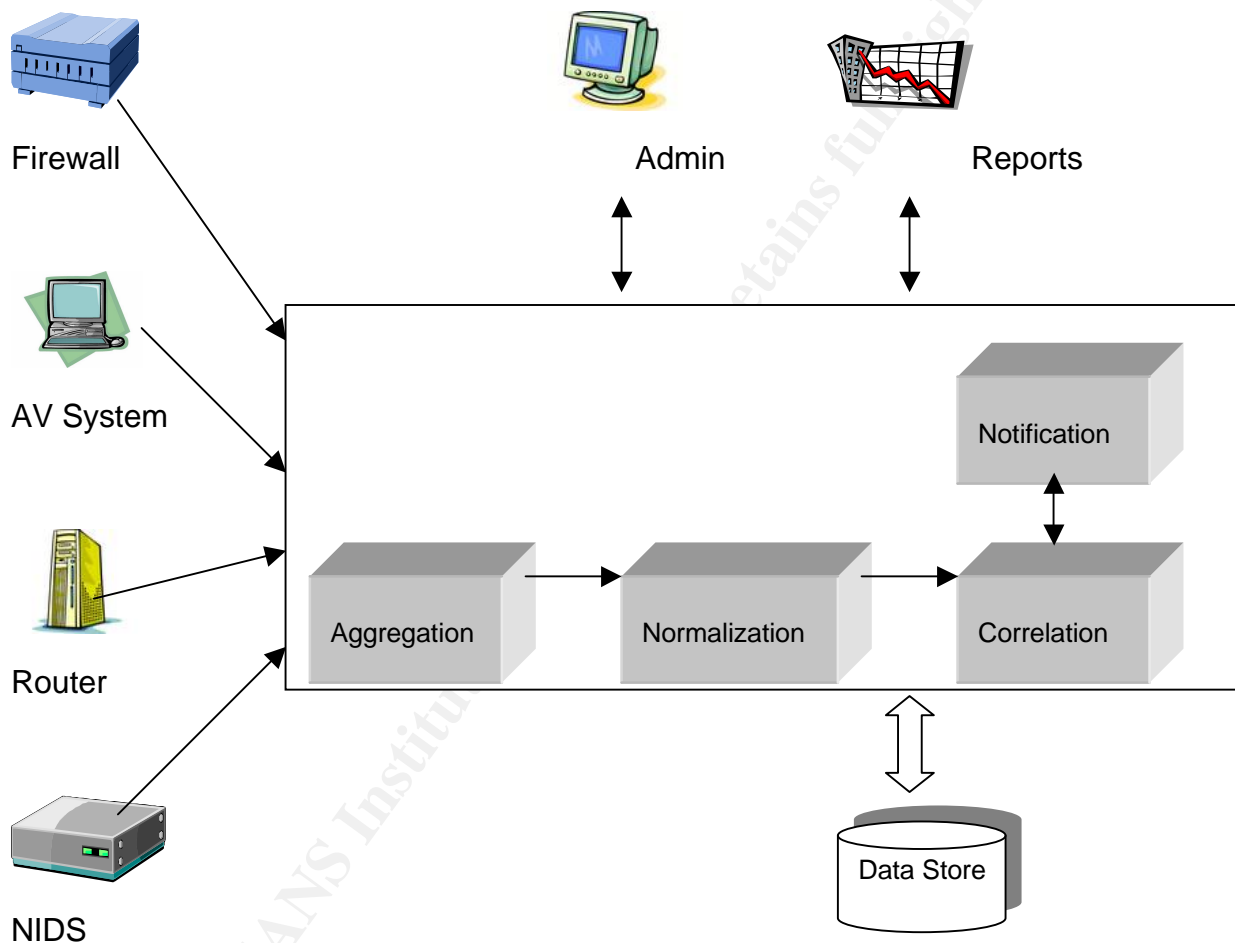 Firewall
Admin
Reports
AV System
Notification
Router
Aggregation
Normalization
Correlation
NIDS
Data Store